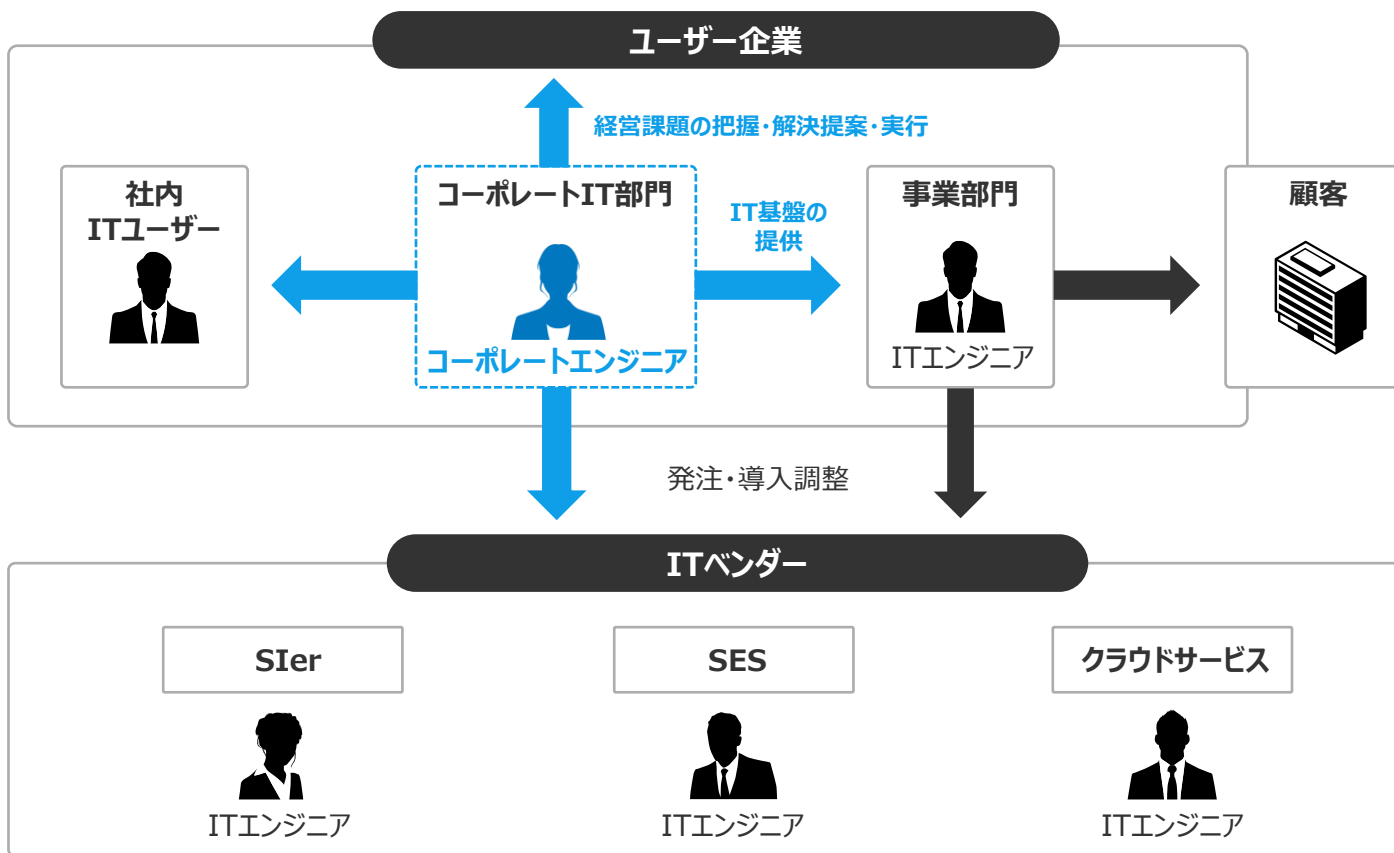 ユーザー企業
経営課題の把握・解決提案・実行
社内
ITユーザー
コーポレートIT部門
コーポレートエンジニア
IT基盤の
提供
事業部門
ITエンジニア
顧客
発注・導入調整
ITベンダー
SIer
SES
クラウドサービス
ITエンジニア
ITエンジニア
ITエンジニア